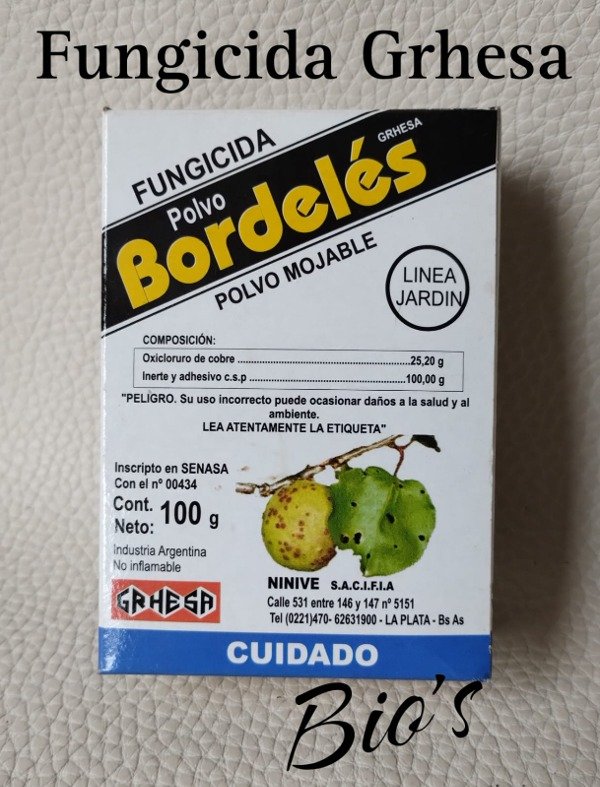 Fungicida Grhesa
FUNGICIDA
Polvo
GRHESA
Bordelés
POLVO MOJABLE
LINEA
JARDIN
COMPOSICIÓN:
Oxicloruro de cobre ........................................................25,20 g
Inerte y adhesivo c.s.p ....................................................100,00 g
"PELIGRO. Su uso incorrecto puede ocasionar daños a la salud y al
ambiente.
LEA ATENTAMENTE LA ETIQUETA"
Inscripto en SENASA
Con el nº 00434
Cont.
Neto: 100 g
Industria Argentina
No inflamable
GRHESA
NINIVE S.A.C.I.F.I.A
Calle 531 entre 146 y 147 nº 5151
Tel (0221)470- 62631900 - LA PLATA - Bs As
CUIDADO
Bio's